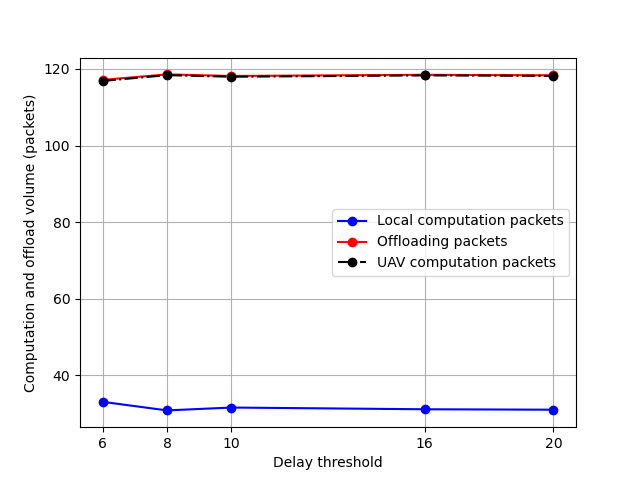 120
100
80
60
40
Computation and offload volume (packets)
Local computation packets
Offloading packets
UAV computation packets
6 8 10 16 20
Delay threshold